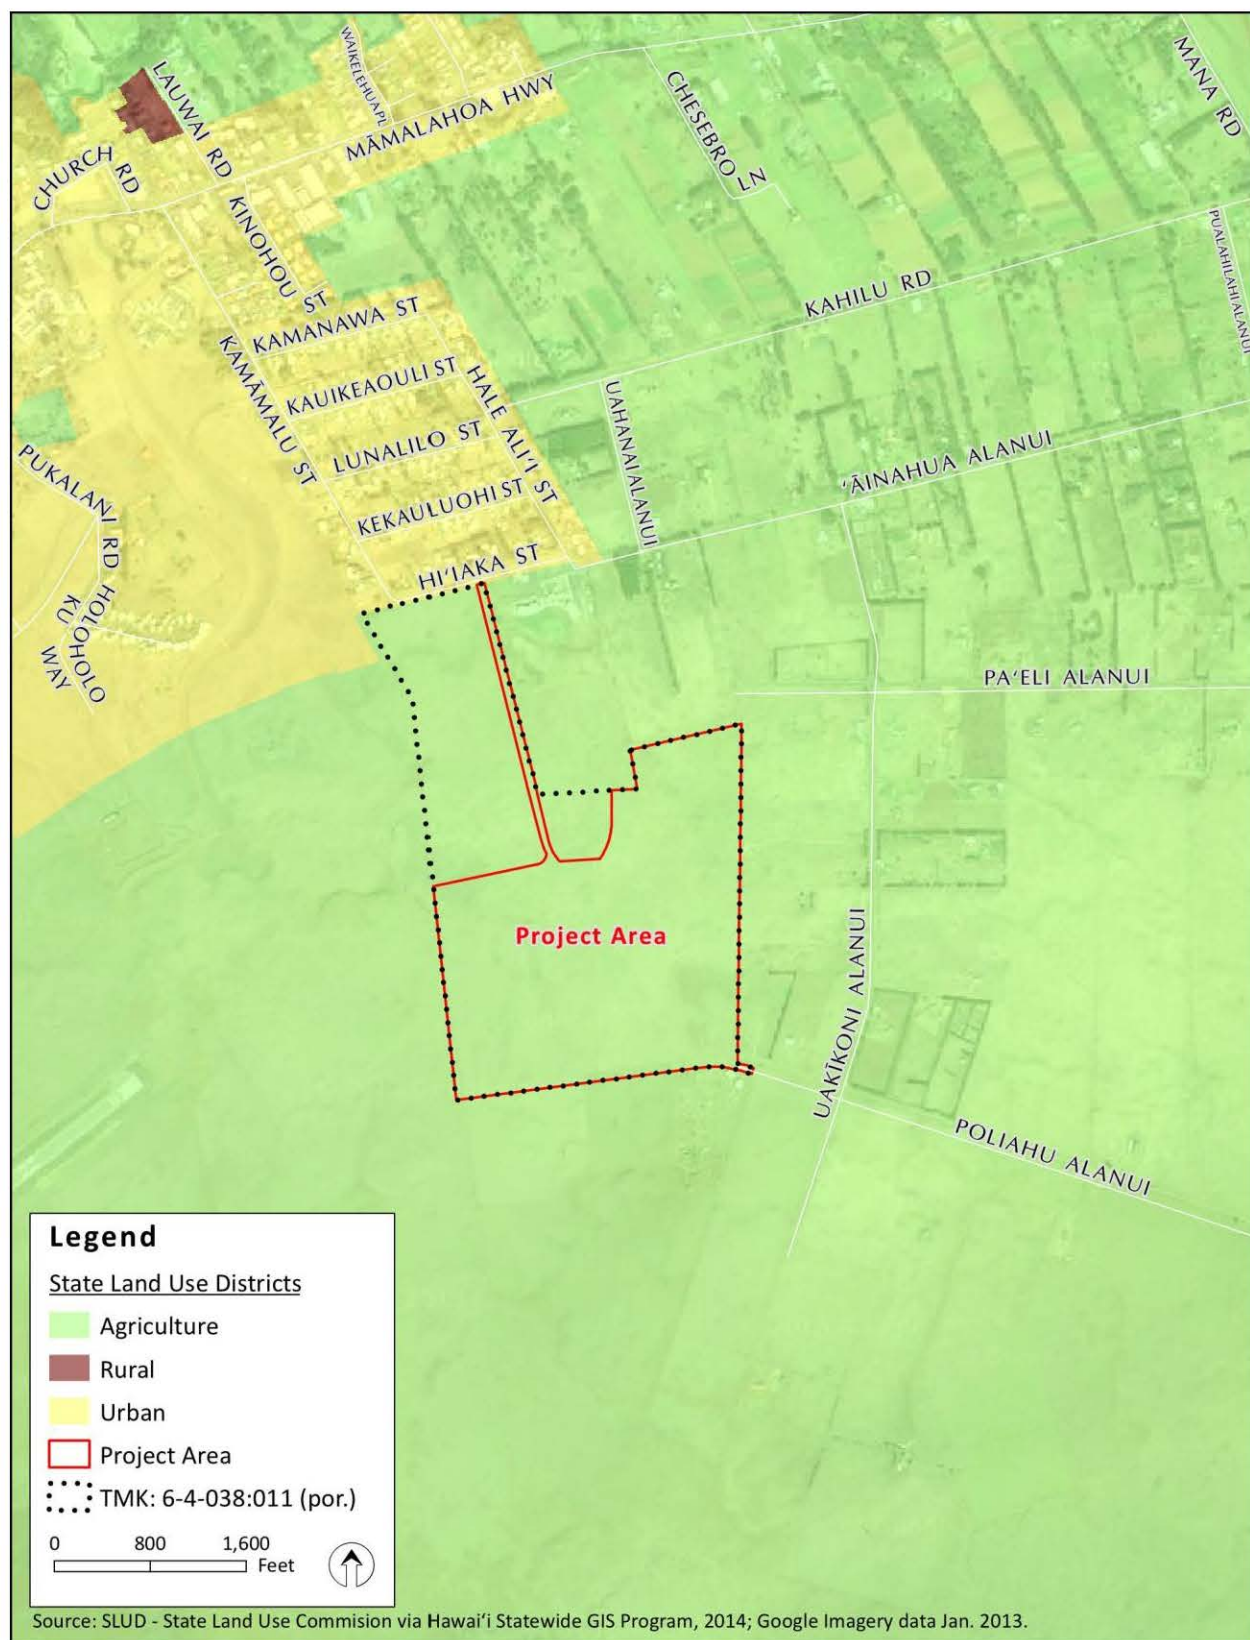 WAIKELEHUA PL
LAUWAI RD
MĀMALAHOA HWY
CHESEBRO LN
MANA RD
CHURCH RD
KINOHOU ST
PUALAHILAHI ALANUI
KAMANAWA ST
KAHILU RD
KAMĀMALU ST
KAUIKEAOULI ST
HALE ALI‘I ST
UAHANAI ALANUI
LUNALILO ST
‘ĀINAHUA ALANUI
PUKALANI RD
KEKAULUOHI ST
HI‘IAKA ST
HOLOHOLO
KU
WAY
PA‘ELI ALANUI
Project Area
UAKĪKONI ALANUI
POLIAHU ALANUI
Legend
State Land Use Districts
Agriculture
Rural
Urban
Project Area
TMK: 6-4-038:011 (por.)
0 800 1,600
Feet
Source: SLUD - State Land Use Commision via Hawai‘i Statewide GIS Program, 2014; Google Imagery data Jan. 2013.